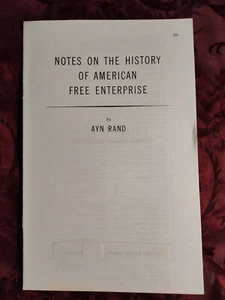 NOTES ON THE HISTORY
OF AMERICAN
FREE ENTERPRISE
By
AYN RAND